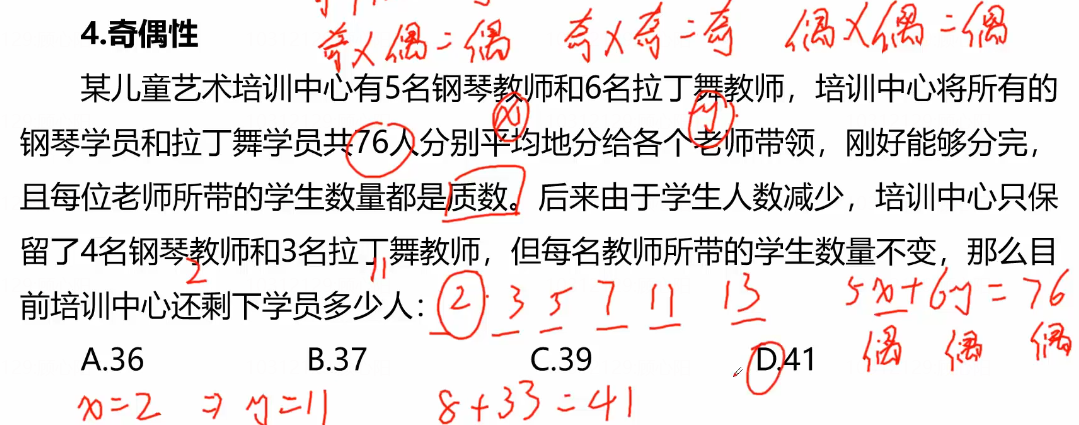 4.奇偶性
奇×偶=偶 奇×奇=奇 偶×偶=偶
某儿童艺术培训中心有5名钢琴教师和6名拉丁舞教师，培训中心将所有的
x y
钢琴学员和拉丁舞学员共76人分别平均地分给各个老师带领，刚好能够分完，
且每位老师所带的学生数量都是质数。后来由于学生人数减少，培训中心只保
留了4名钢琴教师和3名拉丁舞教师，但每名教师所带的学生数量不变，那么目
2 11
前培训中心还剩下学员多少人：
2 3 5 7 11 13 5x+6y=76
偶 偶 偶
A.36 B.37 C.39 D.41
x=2 ⇒ y=11 8+33=41